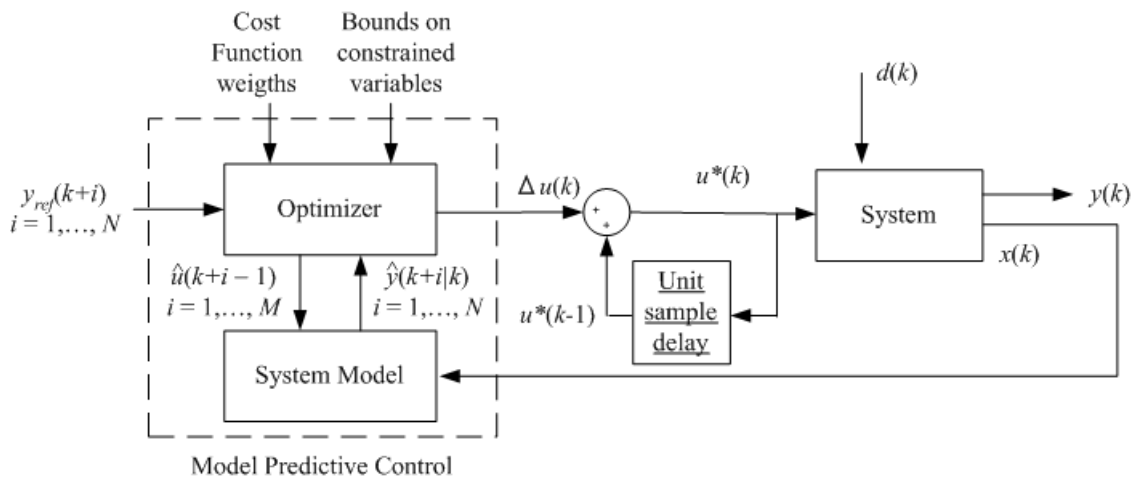 Cost
Function
weigths
Bounds on
constrained
variables
d(k)
y_ref(k+i)
i = 1,..., N
Optimizer
Δu(k)
+
+
u*(k)
System
y(k)
x(k)
û(k+i – 1)
i = 1,..., M
ŷ(k+i|k)
i = 1,..., N
u*(k-1)
Unit
sample
delay
System Model
Model Predictive Control